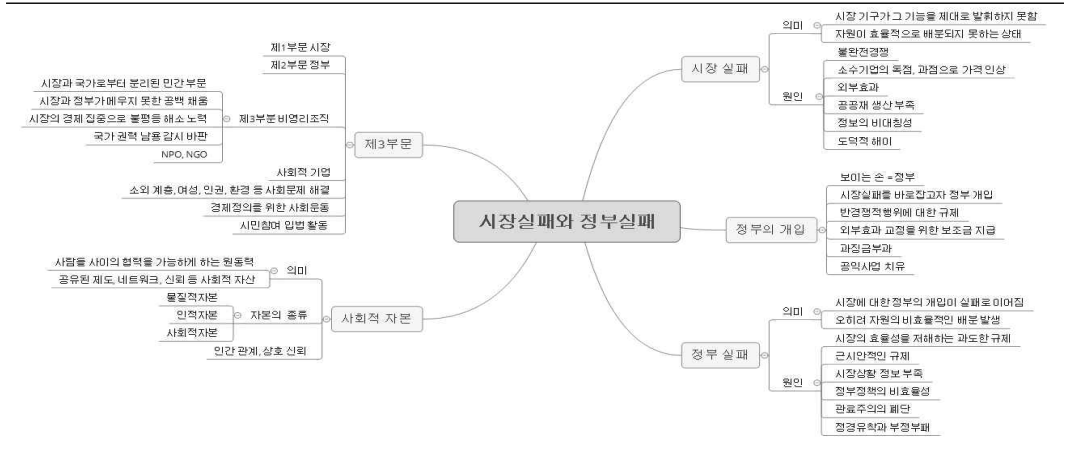 시장실패와 정부실패
시장 실패
의미
시장 기구가 그 기능을 제대로 발휘하지 못함
자원이 효율적으로 배분되지 못하는 상태
원인
불완전경쟁
소수기업의 독점, 과점으로 가격 인상
외부효과
공공재 생산 부족
정보의 비대칭성
도덕적 해이
정부의 개입
보이는 손 =정부
시장실패를 바로잡고자 정부 개입
반경쟁적행위에 대한 규제
외부효과 교정을 위한 보조금 지급
과징금부과
공익사업 치유
정부 실패
의미
시장에 대한 정부의 개입이 실패로 이어짐
오히려 자원의 비효율적인 배분 발생
원인
시장의 효율성을 저해하는 과도한 규제
근시안적인 규제
시장상황 정보 부족
정부정책의 비효율성
관료주의의 폐단
정경유착과 부정부패
제3부문
제1부문 시장
제2부문 정부
제3부분 비영리조직
시장과 국가로부터 분리된 민간 부문
시장과 정부가 메우지 못한 공백 채움
시장의 경제 집중으로 불평등 해소 노력
국가 권력 남용 감시 비판
NPO, NGO
사회적 기업
소외 계층, 여성, 인권, 환경 등 사회문제 해결
경제정의를 위한 사회운동
시민참여 입법 활동
사회적 자본
의미
사람들 사이의 협력을 가능하게 하는 원동력
공유된 제도, 네트워크, 신뢰 등 사회적 자산
자본의 종류
물질적자본
인적자본
사회적자본
인간 관계, 상호 신뢰